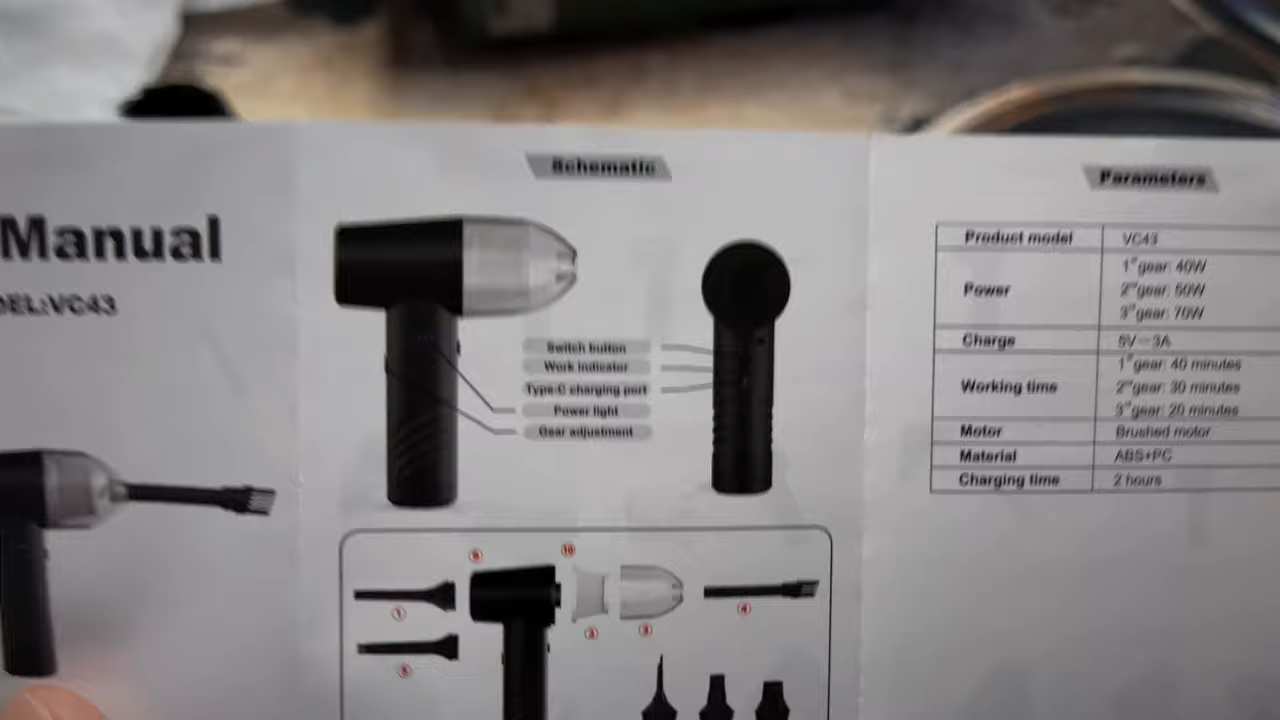 Manual
DEL:VC43
Schematic
Switch button
Work indicator
Type-C charging port
Power light
Gear adjustment
Parameters
Product model VC43
Power 1st gear: 40W
2nd gear: 50W
3rd gear: 70W
Charge 5V⎓3A
Working time 1st gear: 40 minutes
2nd gear: 30 minutes
3rd gear: 20 minutes
Motor Brushed motor
Material ABS+PC
Charging time 2 hours